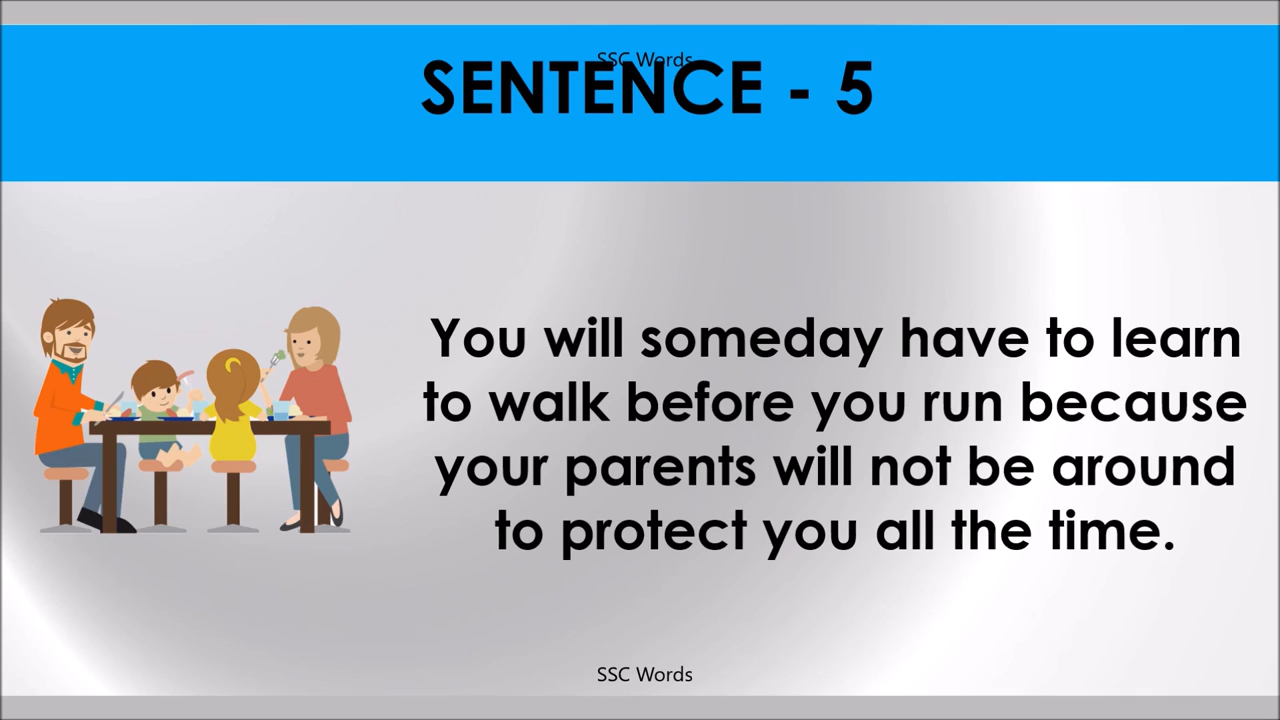 SSC Words
SENTENCE - 5
You will someday have to learn
to walk before you run because
your parents will not be around
to protect you all the time.
SSC Words